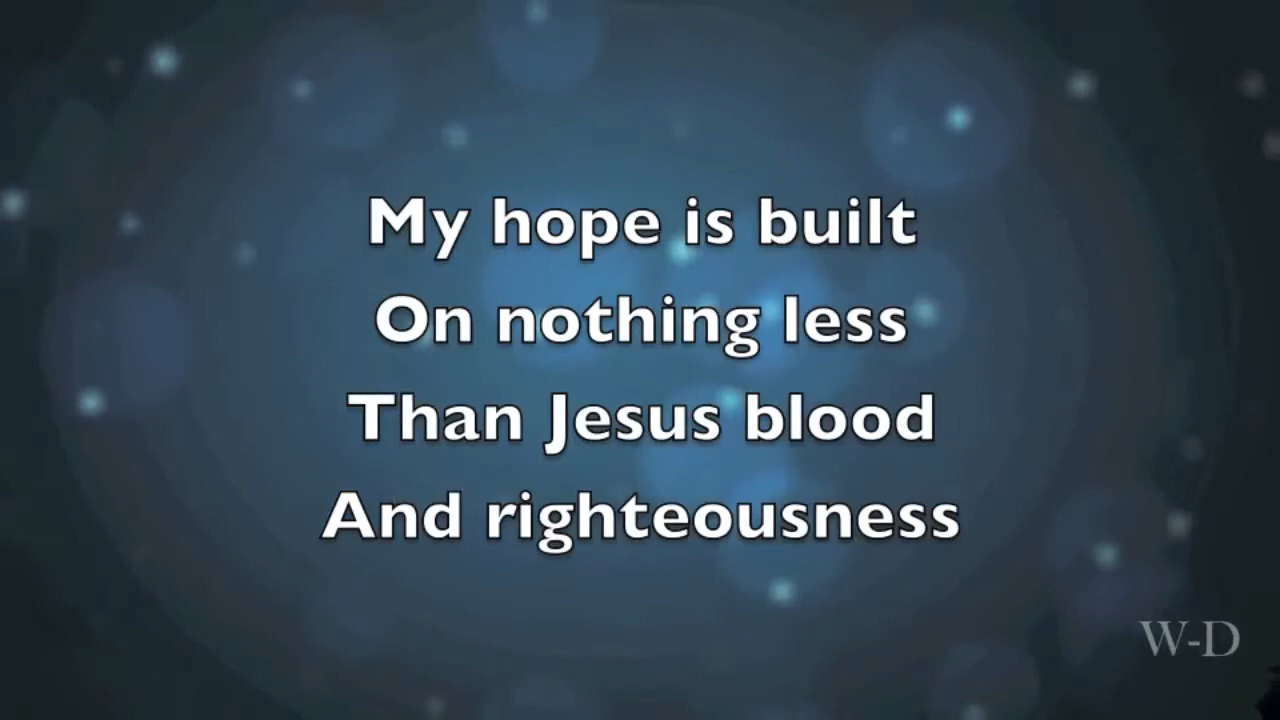 My hope is built
On nothing less
Than Jesus blood
And righteousness
W-D